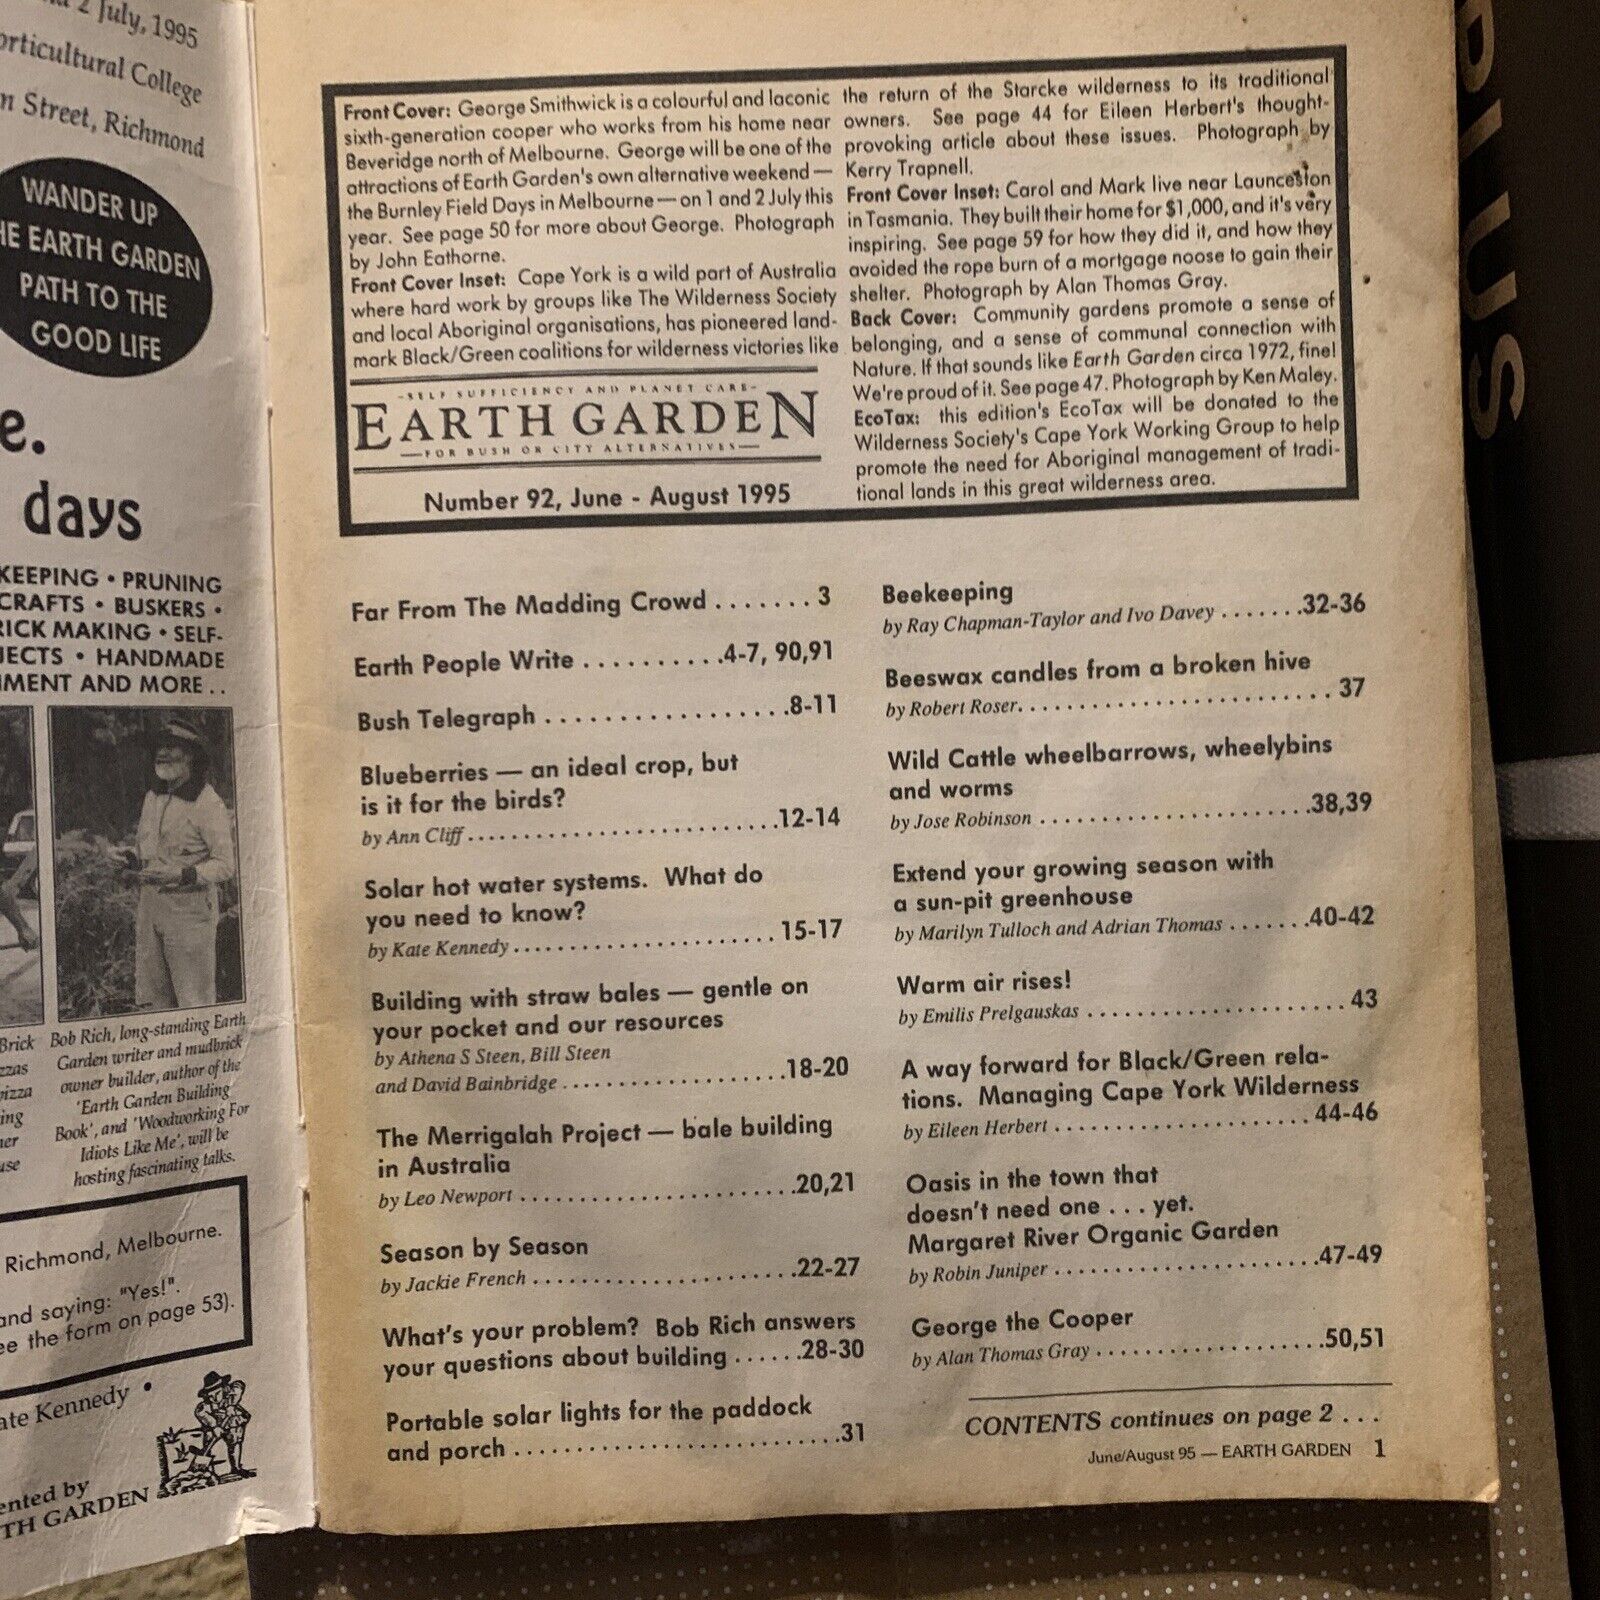 2 July, 1995
Horticultural College
Street, Richmond
WANDER UP
THE EARTH GARDEN
PATH TO THE
GOOD LIFE
days
KEEPING • PRUNING
CRAFTS • BUSKERS •
MAKING • SELF-
• HANDMADE
AND MORE . .
Brick
pizza
Bob Rich, long-standing Earth
Garden writer and mudbrick
owner builder, author of the
'Earth Garden Building
Book', and 'Woodworking For
Idiots Like Me', will be
hosting fascinating talks.
Richmond, Melbourne.
and saying: "Yes!".
the form on page 53).
Kennedy •
by
GARDEN
Front Cover: George Smithwick is a colourful and laconic
sixth-generation cooper who works from his home near
Beveridge north of Melbourne. George will be one of the
attractions of Earth Garden's own alternative weekend —
the Burnley Field Days in Melbourne — on 1 and 2 July this
year. See page 50 for more about George. Photograph
by John Eathorne.
Front Cover Inset: Cape York is a wild part of Australia
where hard work by groups like The Wilderness Society
and local Aboriginal organisations, has pioneered land-
mark Black/Green coalitions for wilderness victories like
the return of the Starcke wilderness to its traditional
owners. See page 44 for Eileen Herbert's thought-
provoking article about these issues. Photograph by
Kerry Trapnell.
Front Cover Inset: Carol and Mark live near Launceston
in Tasmania. They built their home for $1,000, and it's very
inspiring. See page 59 for how they did it, and how they
avoided the rope burn of a mortgage noose to gain their
shelter. Photograph by Alan Thomas Gray.
Back Cover: Community gardens promote a sense of
belonging, and a sense of communal connection with
Nature. If that sounds like Earth Garden circa 1972, fine!
We're proud of it. See page 47. Photograph by Ken Maley.
EcoTax: this edition's EcoTax will be donated to the
Wilderness Society's Cape York Working Group to help
promote the need for Aboriginal management of tradi-
tional lands in this great wilderness area.
-SELF SUFFICIENCY AND PLANET CARE-
EARTH GARDEN
—FOR BUSH OR CITY ALTERNATIVES—
Number 92, June - August 1995
Far From The Madding Crowd . . . . . . . 3
Earth People Write . . . . . . . . . .4-7, 90,91
Bush Telegraph . . . . . . . . . . . . . . . . .8-11
Blueberries — an ideal crop, but
is it for the birds?
by Ann Cliff . . . . . . . . . . . . . . . . . . . . . . . . .12-14
Solar hot water systems. What do
you need to know?
by Kate Kennedy . . . . . . . . . . . . . . . . . . . . . 15-17
Building with straw bales — gentle on
your pocket and our resources
by Athena S Steen, Bill Steen
and David Bainbridge . . . . . . . . . . . . . . . . . .18-20
The Merrigalah Project — bale building
in Australia
by Leo Newport . . . . . . . . . . . . . . . . . . . . . .20,21
Season by Season
by Jackie French . . . . . . . . . . . . . . . . . . . . .22-27
What's your problem? Bob Rich answers
your questions about building . . . . . .28-30
Portable solar lights for the paddock
and porch . . . . . . . . . . . . . . . . . . . . . . . . . .31
Beekeeping
by Ray Chapman-Taylor and Ivo Davey . . . . . . .32-36
Beeswax candles from a broken hive
by Robert Roser. . . . . . . . . . . . . . . . . . . . . . . . . 37
Wild Cattle wheelbarrows, wheelybins
and worms
by Jose Robinson . . . . . . . . . . . . . . . . . . . . . .38,39
Extend your growing season with
a sun-pit greenhouse
by Marilyn Tulloch and Adrian Thomas . . . . . . .40-42
Warm air rises!
by Emilis Prelgauskas . . . . . . . . . . . . . . . . . . . . . 43
A way forward for Black/Green rela-
tions. Managing Cape York Wilderness
by Eileen Herbert . . . . . . . . . . . . . . . . . . . . . 44-46
Oasis in the town that
doesn't need one . . . yet.
Margaret River Organic Garden
by Robin Juniper . . . . . . . . . . . . . . . . . . . . .47-49
George the Cooper
by Alan Thomas Gray . . . . . . . . . . . . . . . . . .50,51
CONTENTS continues on page 2 . . .
June/August 95 — EARTH GARDEN 1